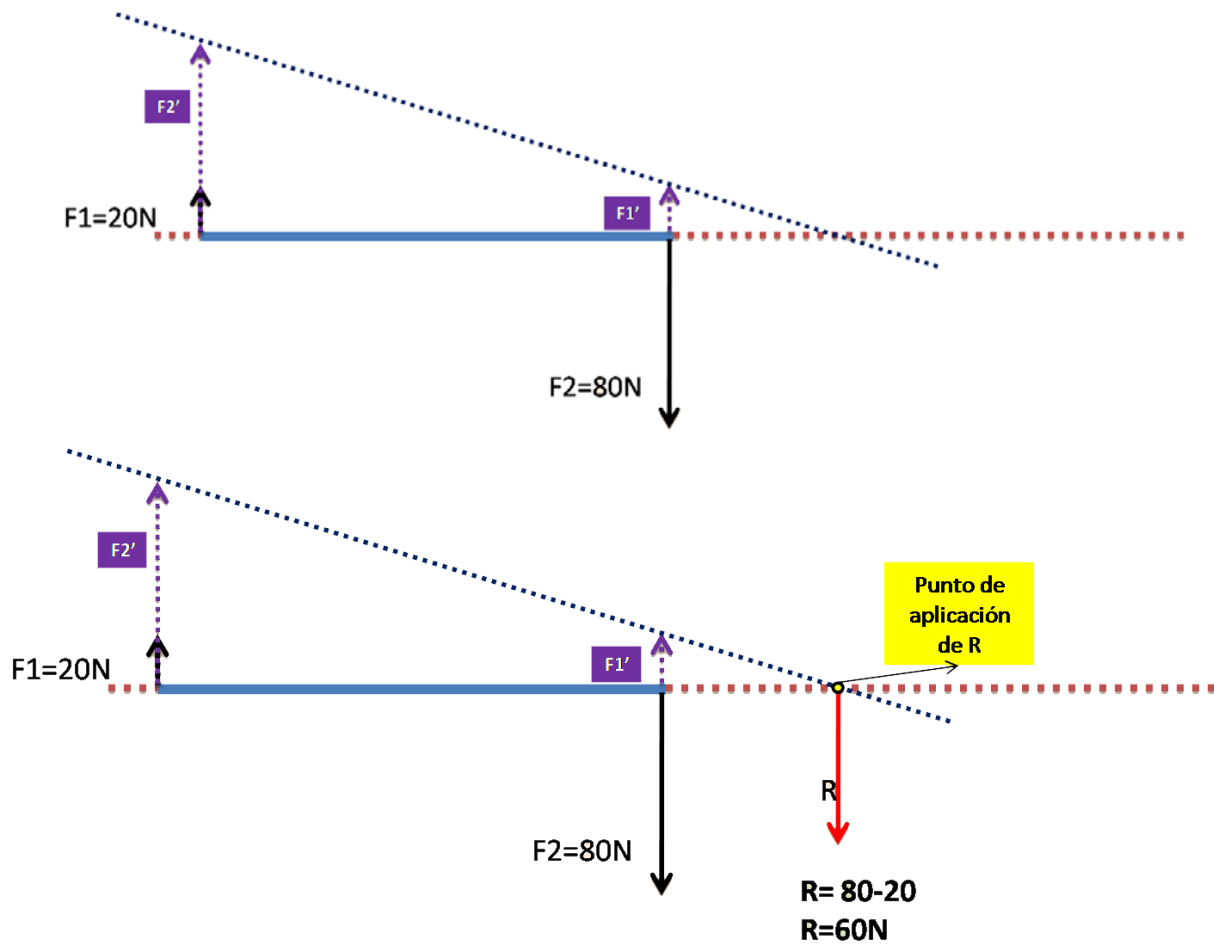 F2'
F1=20N
F1'
F2=80N
F2'
Punto de
aplicación
de R
F1=20N
F1'
R
F2=80N
R= 80-20
R=60N